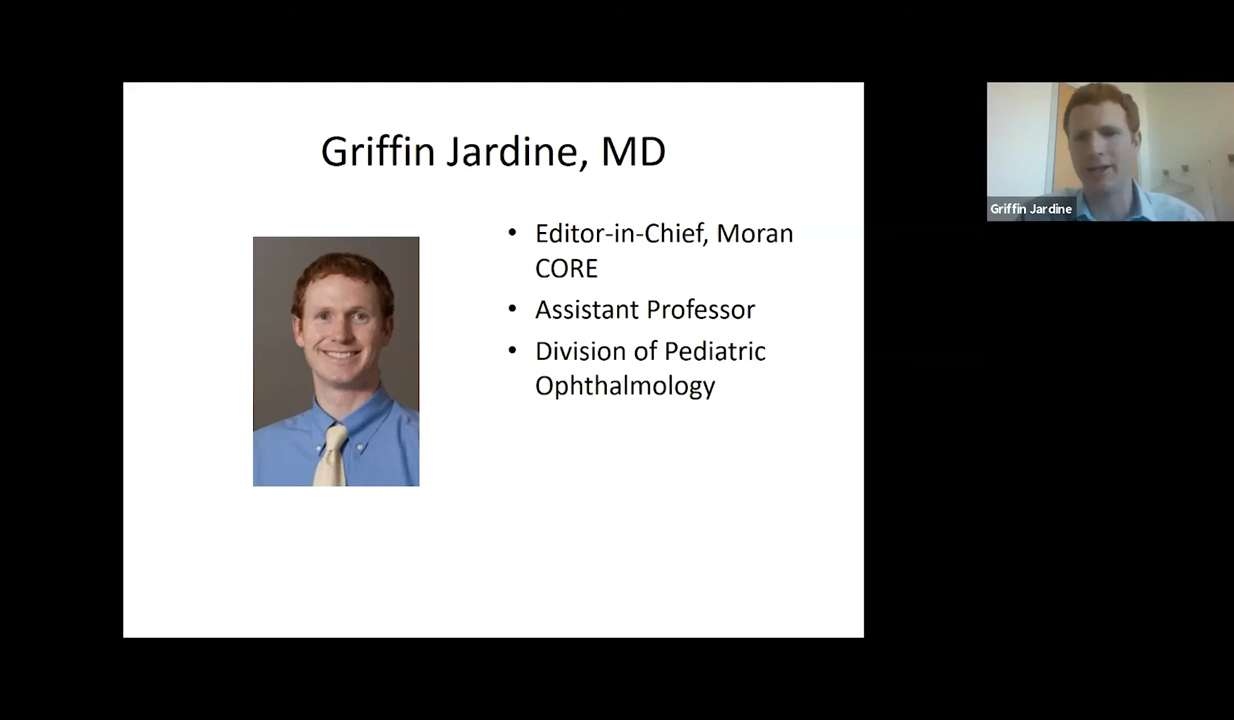 Griffin Jardine, MD
• Editor-in-Chief, Moran
CORE
• Assistant Professor
• Division of Pediatric
Ophthalmology
Griffin Jardine